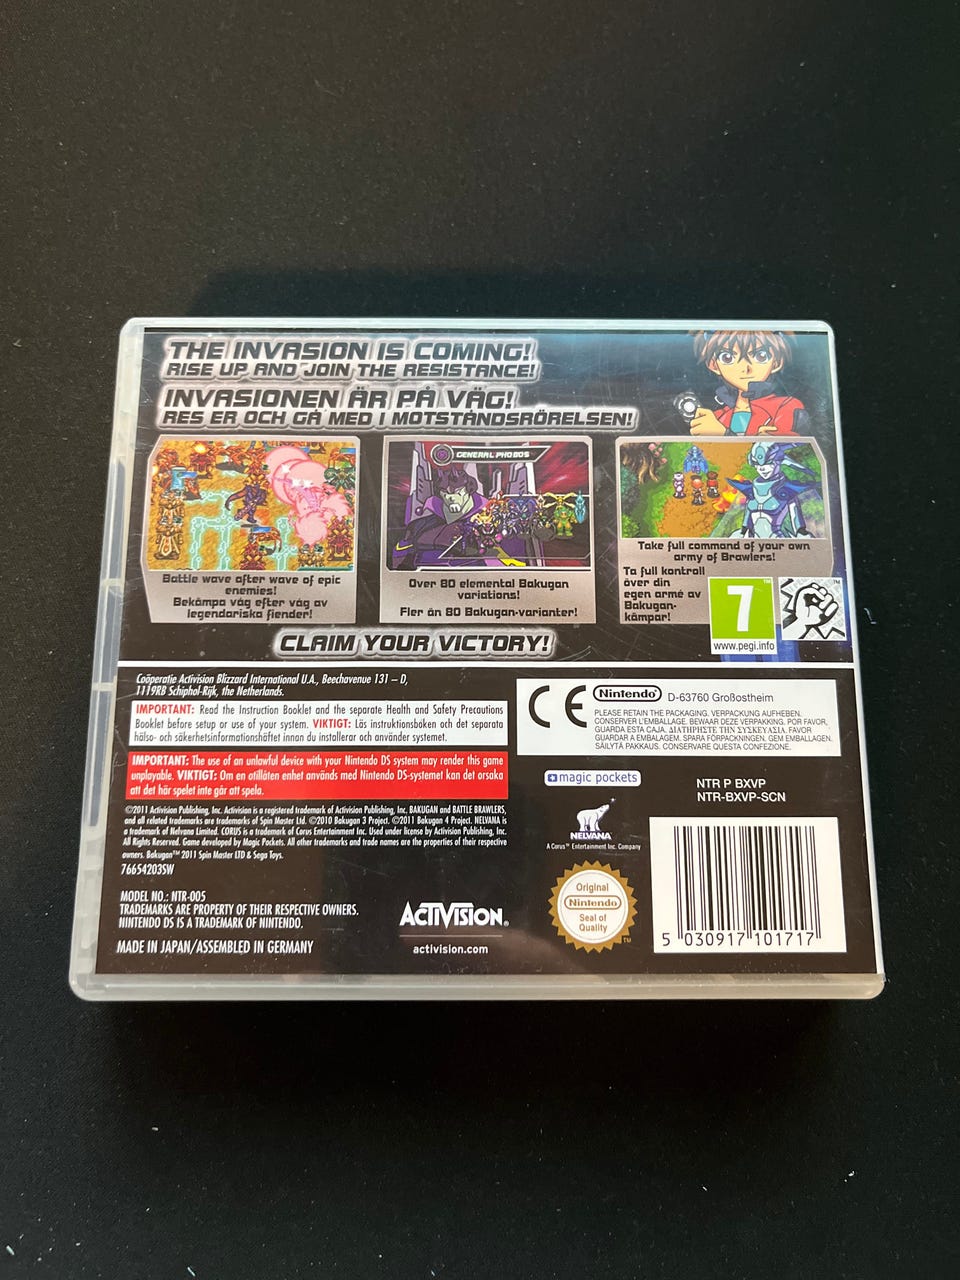 THE INVASION IS COMING!
RISE UP AND JOIN THE RESISTANCE!
INVASIONEN ÄR PÅ VÄG!
RES ER OCH GÅ MED I MOTSTÅNDSRÖRELSEN!
GENERAL PHOBOS
Battle wave after wave of epic
enemies!
Bekämpa våg efter våg av
legendariska fiender!
Over 80 elemental Bakugan
variations!
Fler än 80 Bakugan-varianter!
Take full command of your own
army of Brawlers!
Ta full kontroll
över din
egen armé av
Bakugan-
kämpar!
7
™
www.pegi.info
™
CLAIM YOUR VICTORY!
Coöperatie Activision Blizzard International U.A., Beechavenue 131 – D,
1119RB Schiphol-Rijk, the Netherlands.
IMPORTANT: Read the Instruction Booklet and the separate Health and Safety Precautions
Booklet before setup or use of your system. VIKTIGT: Läs instruktionsboken och det separata
hälso- och säkerhetsinformationshäftet innan du installerar och använder systemet.
IMPORTANT: The use of an unlawful device with your Nintendo DS system may render this game
unplayable. VIKTIGT: Om en otillåten enhet används med Nintendo DS-systemet kan det orsaka
att det här spelet inte går att spela.
©2011 Activision Publishing, Inc. Activision is a registered trademark of Activision Publishing, Inc. BAKUGAN and BATTLE BRAWLERS,
and all related trademarks are trademarks of Spin Master Ltd. ©2010 Bakugan 3 Project. ©2011 Bakugan 4 Project. NELVANA is
a trademark of Nelvana Limited. CORUS is a trademark of Corus Entertainment Inc. Used under license by Activision Publishing, Inc.
All Rights Reserved. Game developed by Magic Pockets. All other trademarks and trade names are the properties of their respective
owners. Bakugan™ 2011 Spin Master LTD & Sega Toys.
76654203SW
MODEL NO.: NTR-005
TRADEMARKS ARE PROPERTY OF THEIR RESPECTIVE OWNERS.
NINTENDO DS IS A TRADEMARK OF NINTENDO.
MADE IN JAPAN/ASSEMBLED IN GERMANY
CE Nintendo® D-63760 Großostheim
PLEASE RETAIN THE PACKAGING. VERPACKUNG AUFHEBEN.
CONSERVER L'EMBALLAGE. BEWAAR DEZE VERPAKKING. POR FAVOR,
GUARDA ESTA CAJA. ΔΙΑΤΗΡΗΣΤΕ ΤΗΝ ΣΥΣΚΕΥΑΣΙΑ. FAVOR
GUARDAR A EMBALAGEM. SPARA FÖRPACKNINGEN. GEM EMBALLAGEN.
SÄILYTÄ PAKKAUS. CONSERVARE QUESTA CONFEZIONE.
magic pockets
NTR P BXVP
NTR-BXVP-SCN
NELVANA
A Corus™ Entertainment Inc. Company
ACTIVISION®
activision.com
Original
Nintendo
Seal of
Quality
™
5 030917 101717